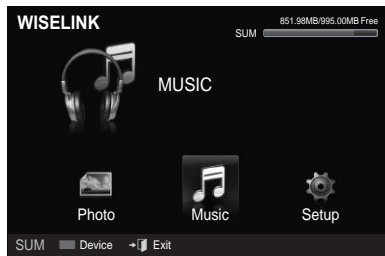 WISELINK
851.98MB/995.00MB Free
SUM
MUSIC
Photo Music Setup
SUM Device Exit